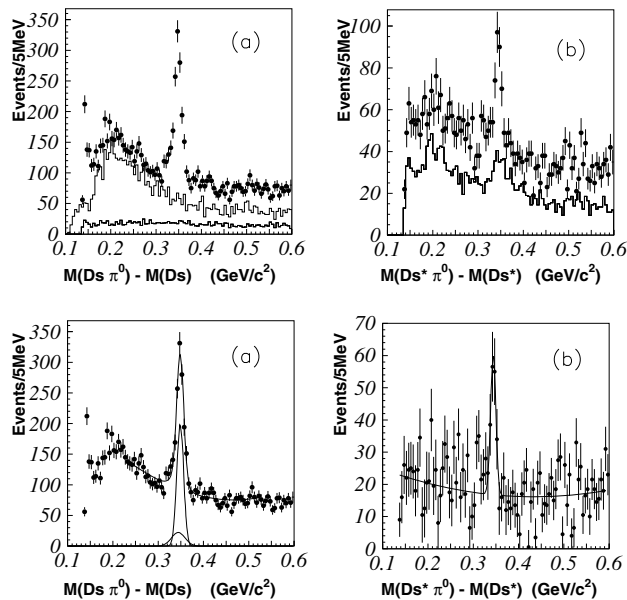 Events/5MeV
350
300
250
200
150
100
50
0
(a)
0.1 0.2 0.3 0.4 0.5 0.6
M(Ds π⁰) - M(Ds) (GeV/c²)
Events/5MeV
100
80
60
40
20
0
(b)
0.1 0.2 0.3 0.4 0.5 0.6
M(Ds* π⁰) - M(Ds*) (GeV/c²)
Events/5MeV
350
300
250
200
150
100
50
0
(a)
0.1 0.2 0.3 0.4 0.5 0.6
M(Ds π⁰) - M(Ds) (GeV/c²)
Events/5MeV
70
60
50
40
30
20
10
0
(b)
0.1 0.2 0.3 0.4 0.5 0.6
M(Ds* π⁰) - M(Ds*) (GeV/c²)